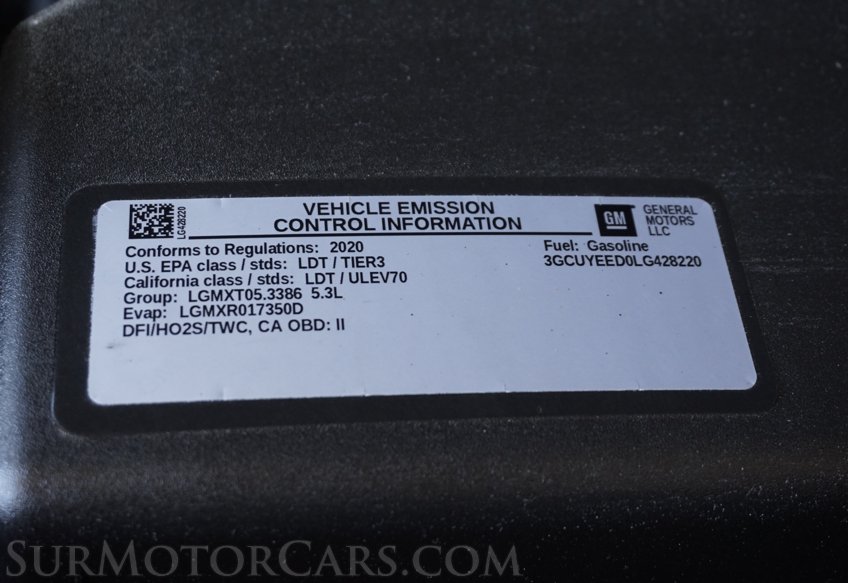 LG428220
VEHICLE EMISSION
CONTROL INFORMATION
GM
GENERAL
MOTORS
LLC
Conforms to Regulations: 2020
U.S. EPA class / stds: LDT / TIER3
California class / stds: LDT / ULEV70
Group: LGMXT05.3386 5.3L
Evap: LGMXR017350D
DFI/HO2S/TWC, CA OBD: II
Fuel: Gasoline
3GCUYEED0LG428220
SurMotorCars.com